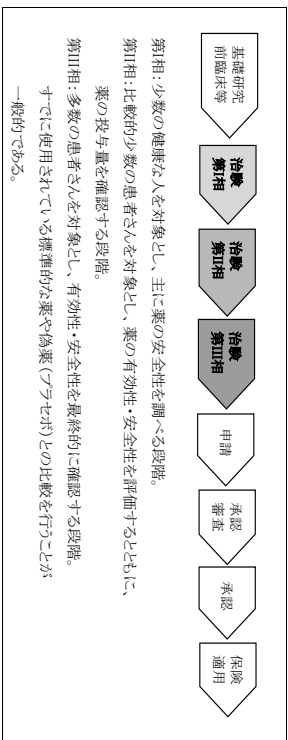 基礎研究
前臨床等
治験
第I相
治験
第II相
治験
第III相
申請
承認
審査
承認
保険
適用
第I相：少数の健康な人を対象とし、主に薬の安全性を調べる段階。
第II相：比較的少数の患者さんを対象とし、薬の有効性・安全性を評価するとともに、
薬の投与量を確認する段階。
第III相：多数の患者さんを対象とし、有効性・安全性を最終的に確認する段階。
すでに使用されている標準的な薬や偽薬（プラセボ）との比較を行うことが
一般的である。